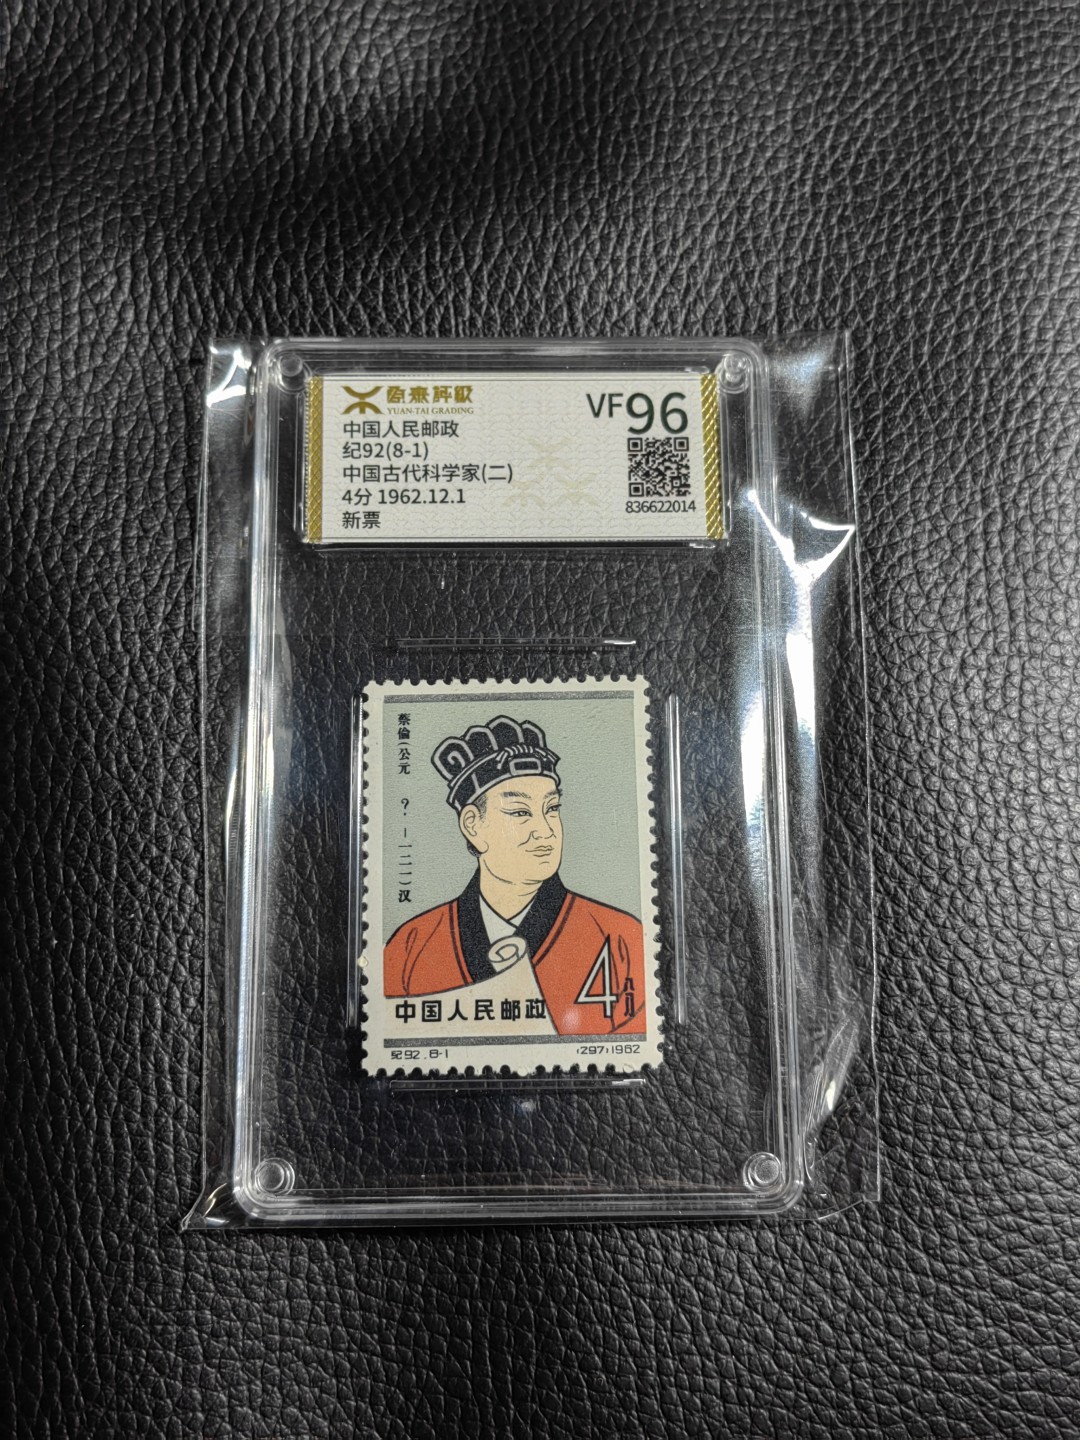 源泰评级
YUAN-TAI GRADING
中国人民邮政
纪92(8-1)
中国古代科学家(二)
4分 1962.12.1
新票
VF96
836622014
蔡倫(公元 ?-一二一)汉
中国人民邮政
4分
纪92.8-1
(297)1962